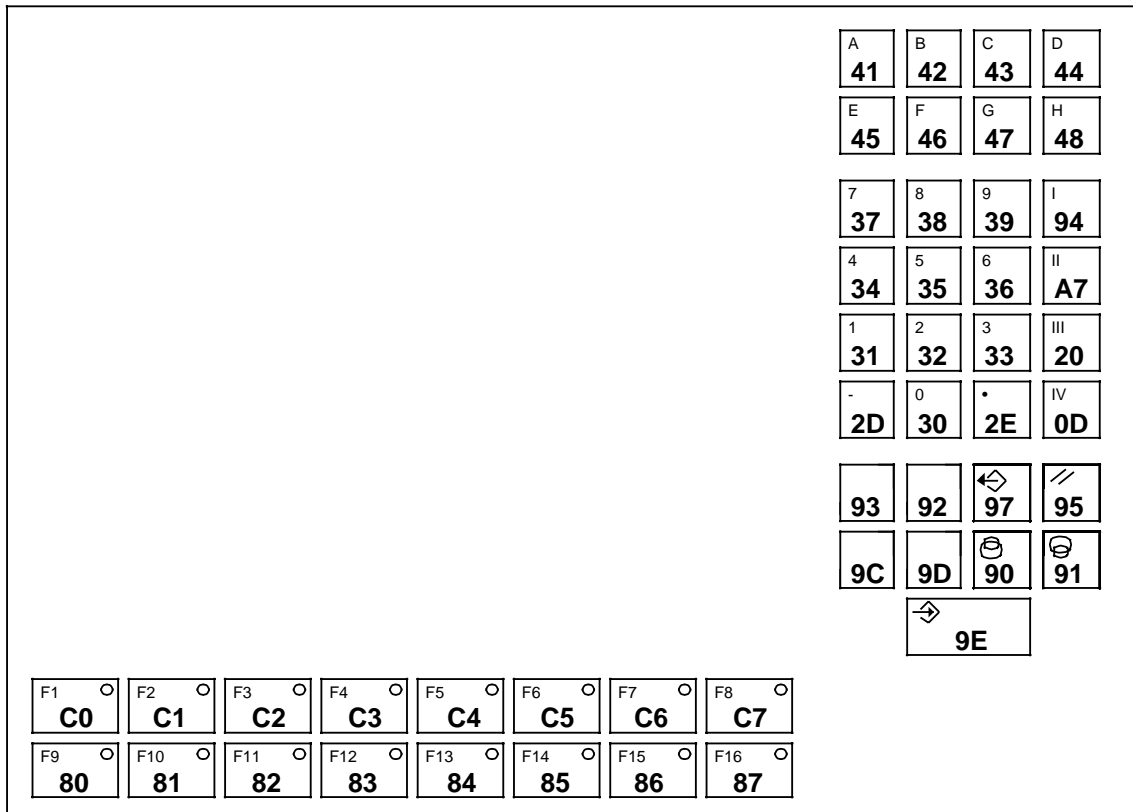 A B C D
41 42 43 44
E F G H
45 46 47 48
7 8 9 I
37 38 39 94
4 5 6 II
34 35 36 A7
1 2 3 III
31 32 33 20
- 0 • IV
2D 30 2E 0D
93 92 97 95
9C 9D 90 91
9E
F1 F2 F3 F4 F5 F6 F7 F8
C0 C1 C2 C3 C4 C5 C6 C7
F9 F10 F11 F12 F13 F14 F15 F16
80 81 82 83 84 85 86 87